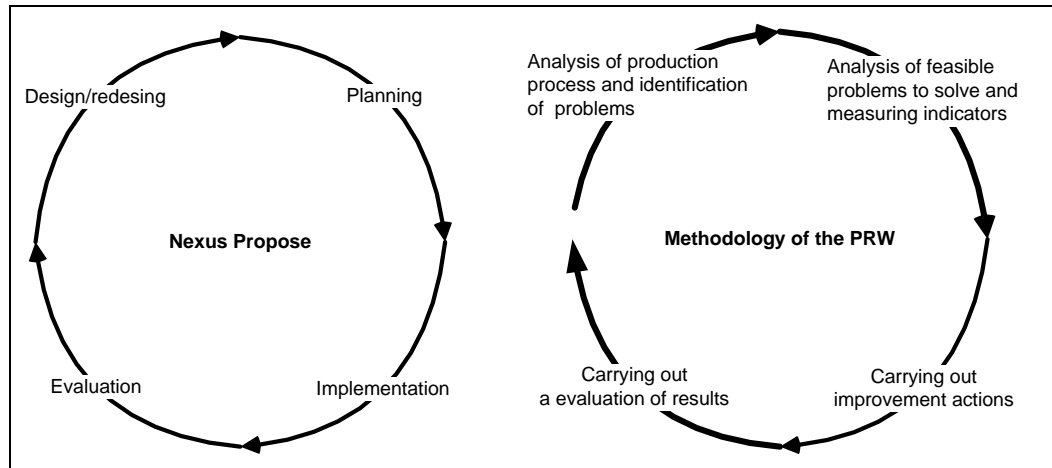 Design/redesing
Planning
Nexus Propose
Evaluation
Implementation
Analysis of production
process and identification
of problems
Analysis of feasible
problems to solve and
measuring indicators
Methodology of the PRW
Carrying out
a evaluation of results
Carrying out
improvement actions